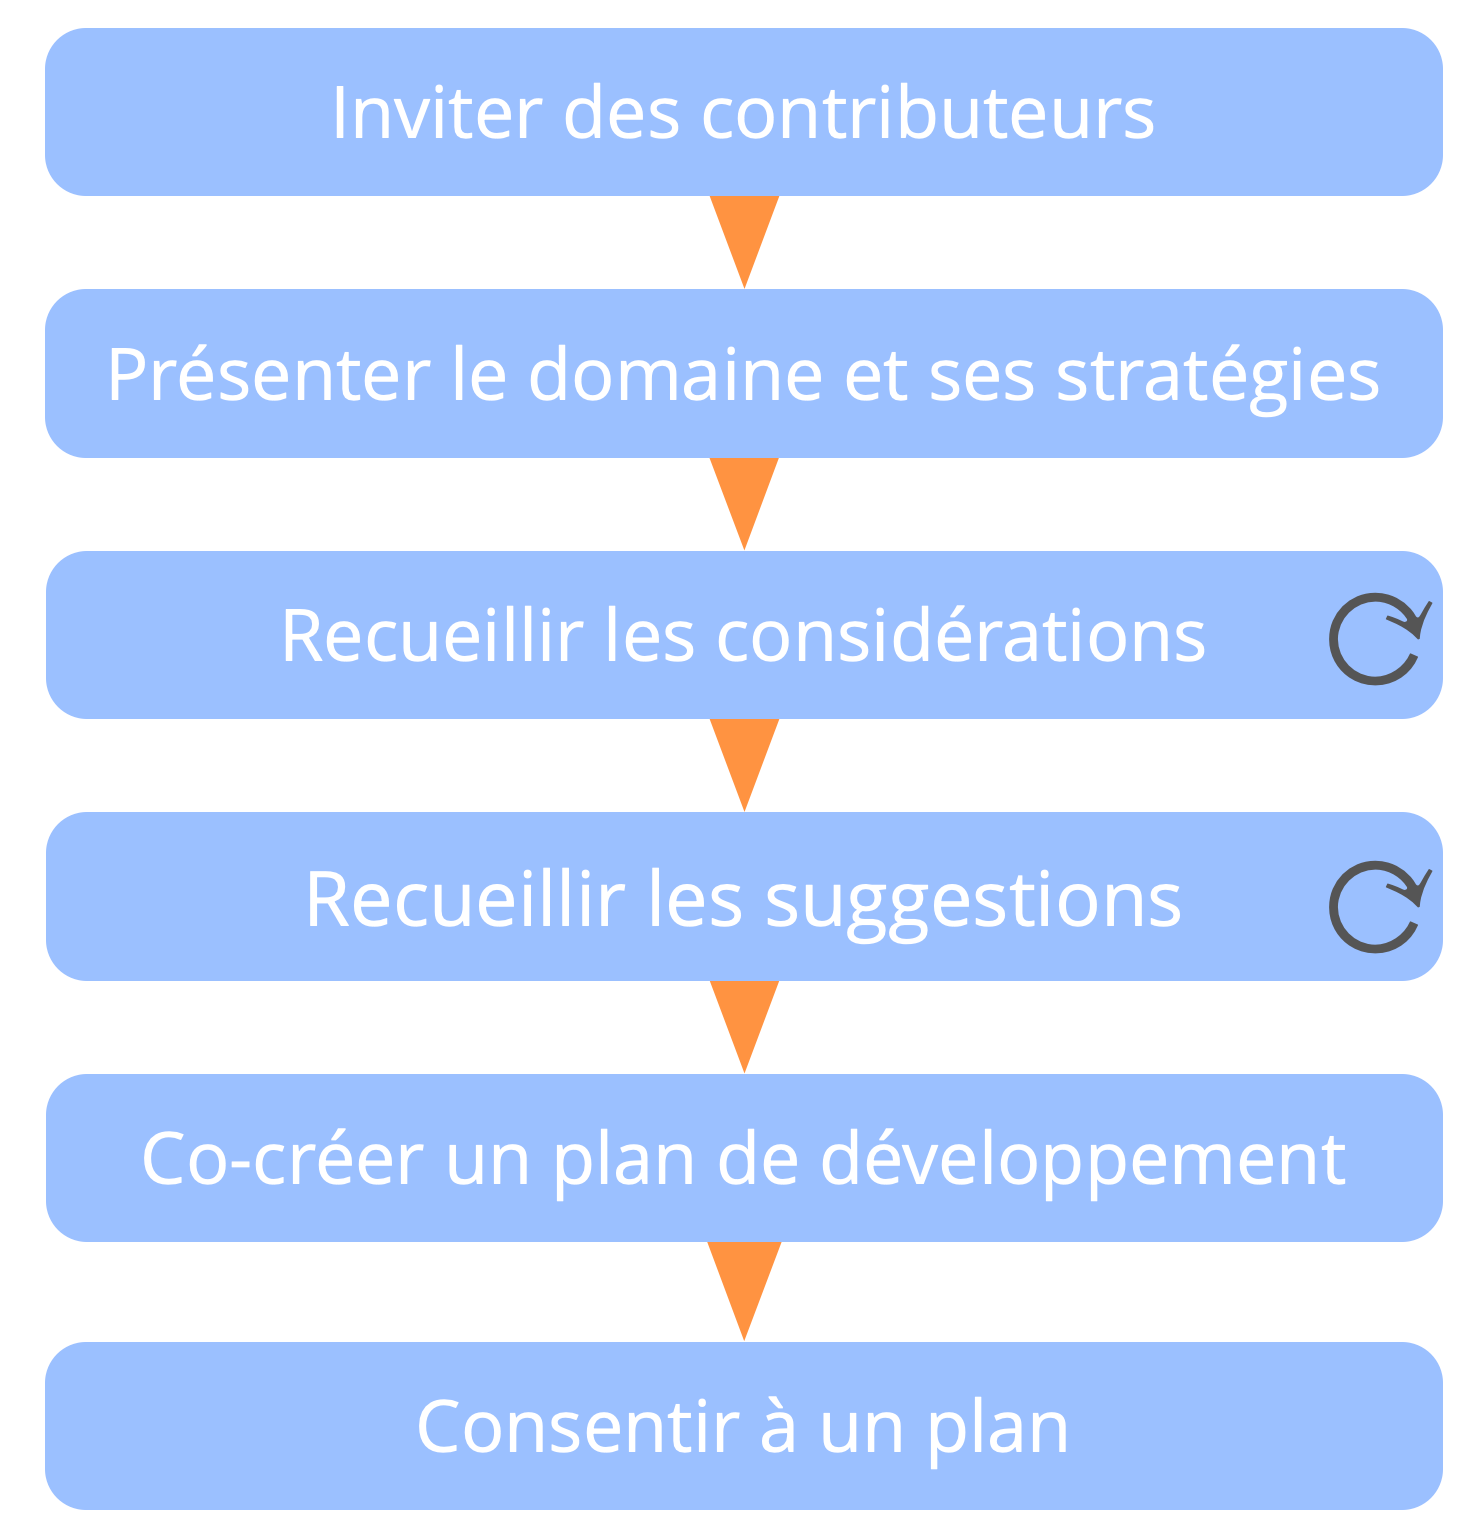 Inviter des contributeurs
Présenter le domaine et ses stratégies
Recueillir les considérations
Recueillir les suggestions
Co-créer un plan de développement
Consentir à un plan